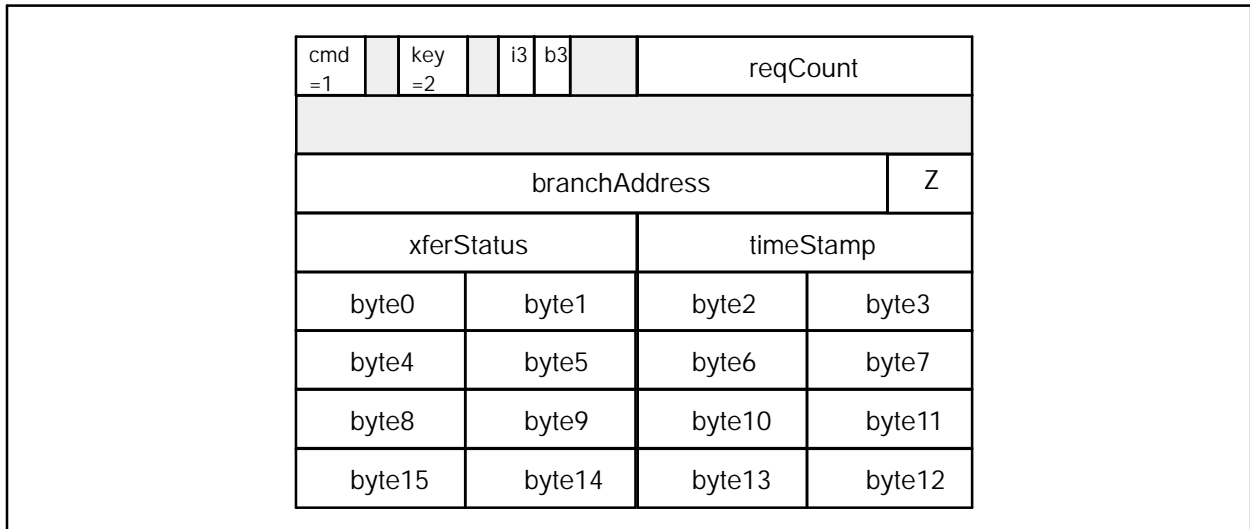 cmd =1 key =2 i3 b3 reqCount
branchAddress Z
xferStatus timeStamp
byte0 byte1 byte2 byte3
byte4 byte5 byte6 byte7
byte8 byte9 byte10 byte11
byte15 byte14 byte13 byte12